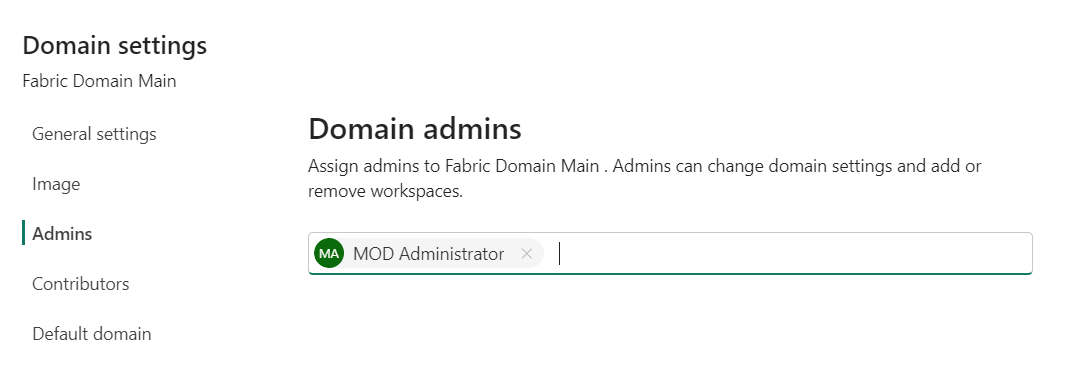 Domain settings
Fabric Domain Main
General settings
Image
Admins
Contributors
Default domain
Domain admins
Assign admins to Fabric Domain Main . Admins can change domain settings and add or
remove workspaces.
MA MOD Administrator